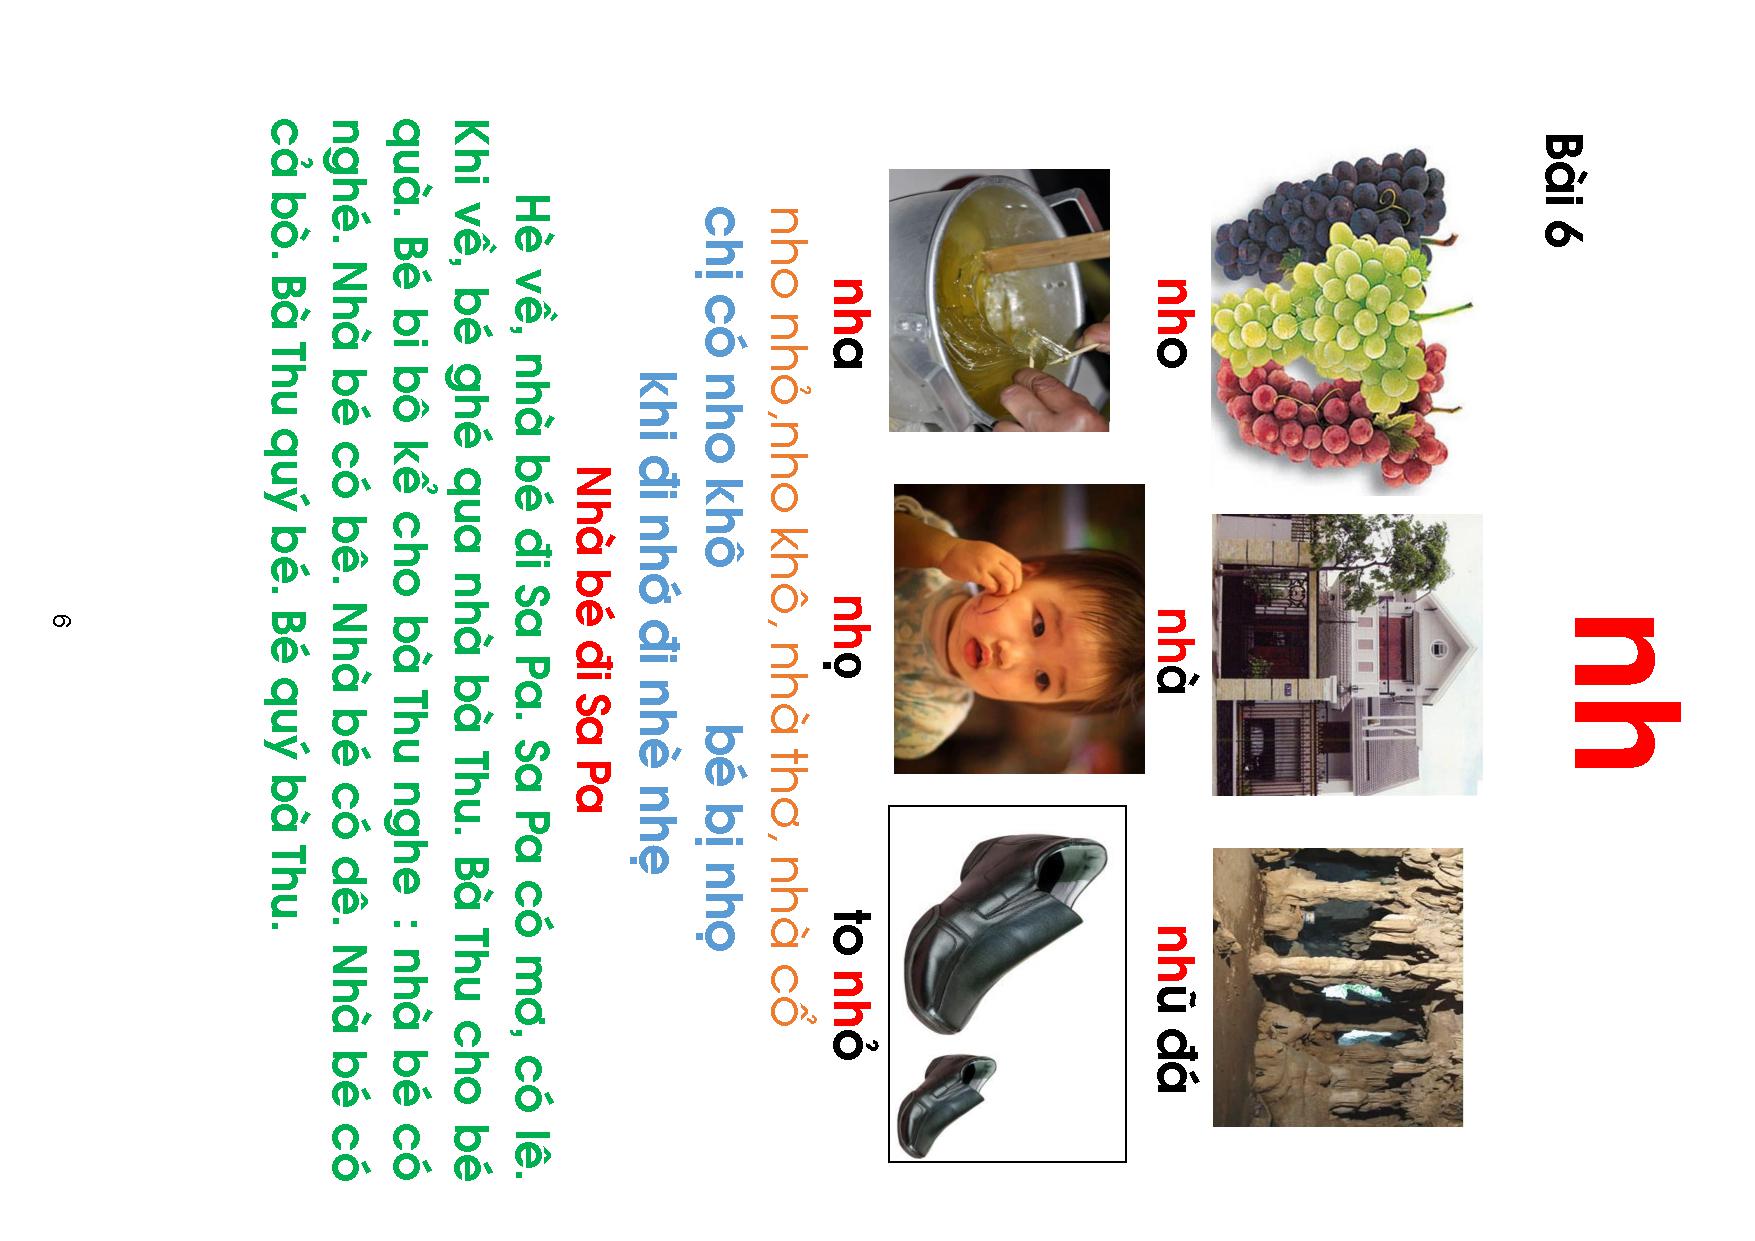 nh
Bài 6
nho nhà nhũ đá
nha nhọ to nhỏ
nho nhỏ,nho khô, nhà thơ, nhà cổ
chị có nho khô bé bị nhọ
khi đi nhớ đi nhè nhẹ
Nhà bé đi Sa Pa
Hè về, nhà bé đi Sa Pa. Sa Pa có mơ, có lê.
Khi về, bé ghé qua nhà bà Thu. Bà Thu cho bé
quà. Bé bi bô kể cho bà Thu nghe : nhà bé có
nghé. Nhà bé có bê. Nhà bé có dê. Nhà bé có
cả bò. Bà Thu quý bé. Bé quý bà Thu.
6